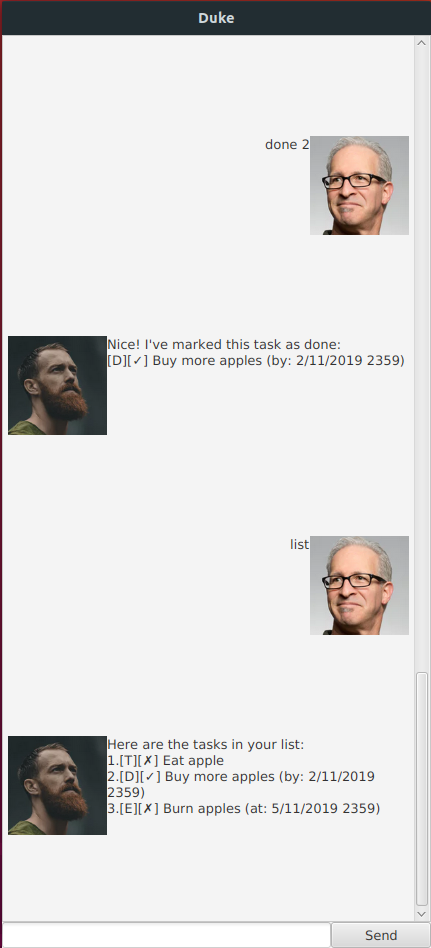 Duke
done 2
Nice! I've marked this task as done:
[D][✓] Buy more apples (by: 2/11/2019 2359)
list
Here are the tasks in your list:
1.[T][✗] Eat apple
2.[D][✓] Buy more apples (by: 2/11/2019
2359)
3.[E][✗] Burn apples (at: 5/11/2019 2359)
Send